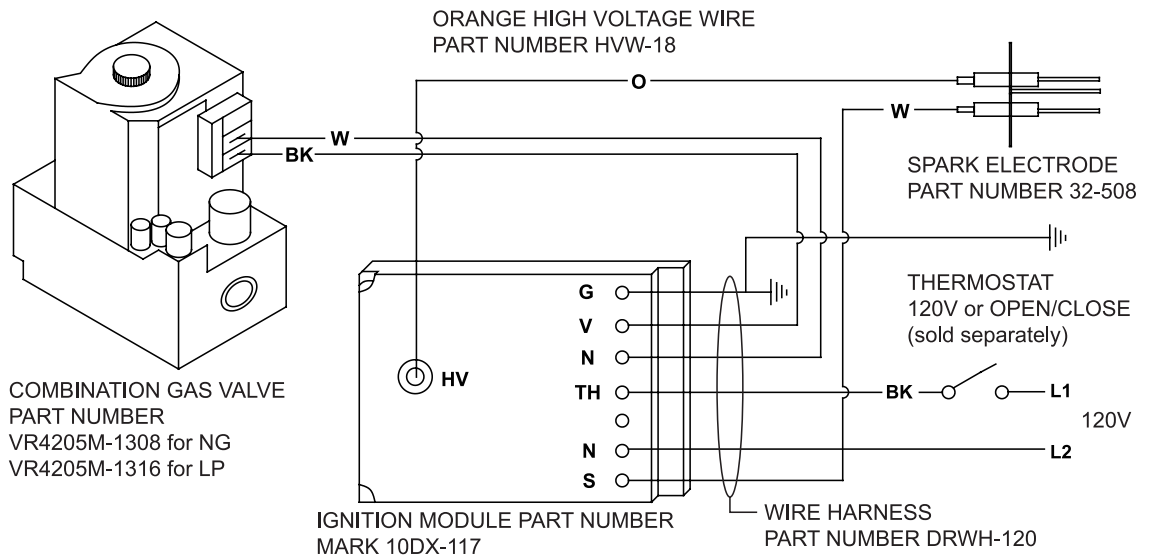 ORANGE HIGH VOLTAGE WIRE
PART NUMBER HVW-18
O
W
W
BK
SPARK ELECTRODE
PART NUMBER 32-508
THERMOSTAT
120V or OPEN/CLOSE
(sold separately)
G
V
N
HV
TH
BK
L1
120V
N
L2
S
COMBINATION GAS VALVE
PART NUMBER
VR4205M-1308 for NG
VR4205M-1316 for LP
IGNITION MODULE PART NUMBER
MARK 10DX-117
WIRE HARNESS
PART NUMBER DRWH-120